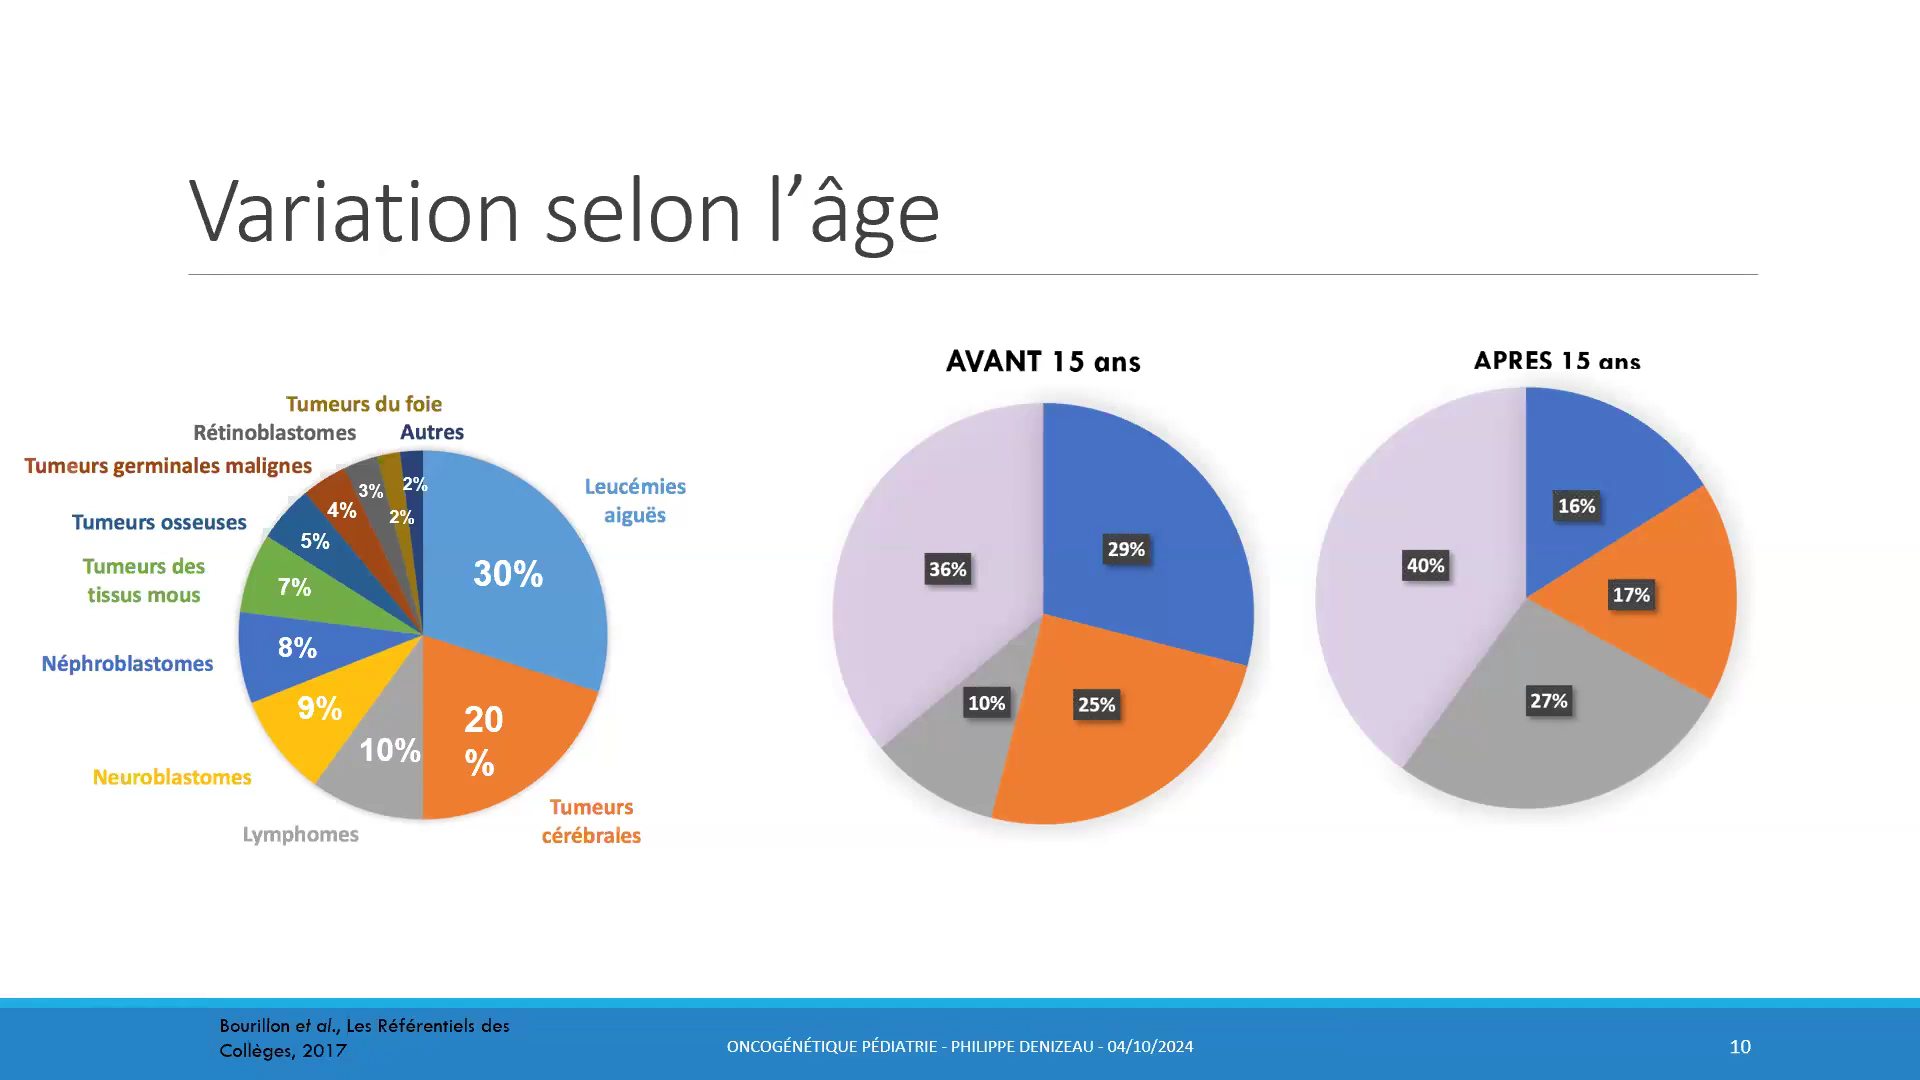 Variation selon l’âge
Tumeurs du foie
Rétinoblastomes
Autres
Tumeurs germinales malignes
Tumeurs osseuses
Tumeurs des
tissus mous
Néphroblastomes
Neuroblastomes
Lymphomes
Leucémies
aiguës
Tumeurs
cérébrales
30%
20
%
10%
9%
8%
7%
5%
4%
3%
2%
2%
AVANT 15 ans
29%
25%
10%
36%
APRES 15 ans
16%
17%
27%
40%
Bourillon et al., Les Référentiels des
Collèges, 2017
ONCOGÉNÉTIQUE PÉDIATRIE - PHILIPPE DENIZEAU - 04/10/2024
10